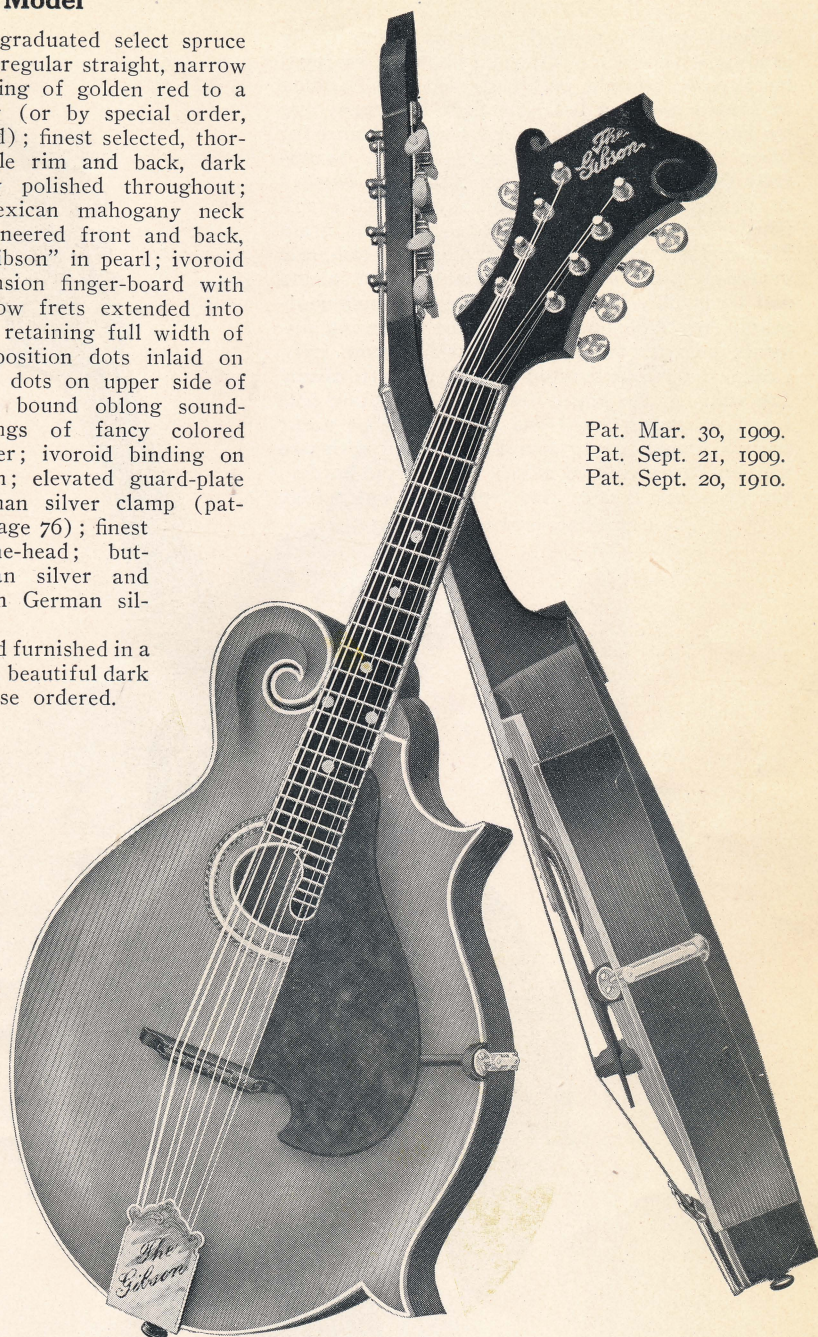 Model
graduated select spruce
regular straight, narrow
ing of golden red to a
(or by special order,
; finest selected, thor-
le rim and back, dark
polished throughout;
exican mahogany neck
neered front and back,
ibson” in pearl; ivoroid
nsion finger-board with
ow frets extended into
retaining full width of
position dots inlaid on
dots on upper side of
bound oblong sound-
ngs of fancy colored
er; ivoroid binding on
n; elevated guard-plate
man silver clamp (pat-
age 76); finest
ne-head; but-
an silver and
n German sil-
d furnished in a
beautiful dark
se ordered.
The
Gibson
Pat. Mar. 30, 1909.
Pat. Sept. 21, 1909.
Pat. Sept. 20, 1910.
The
Gibson